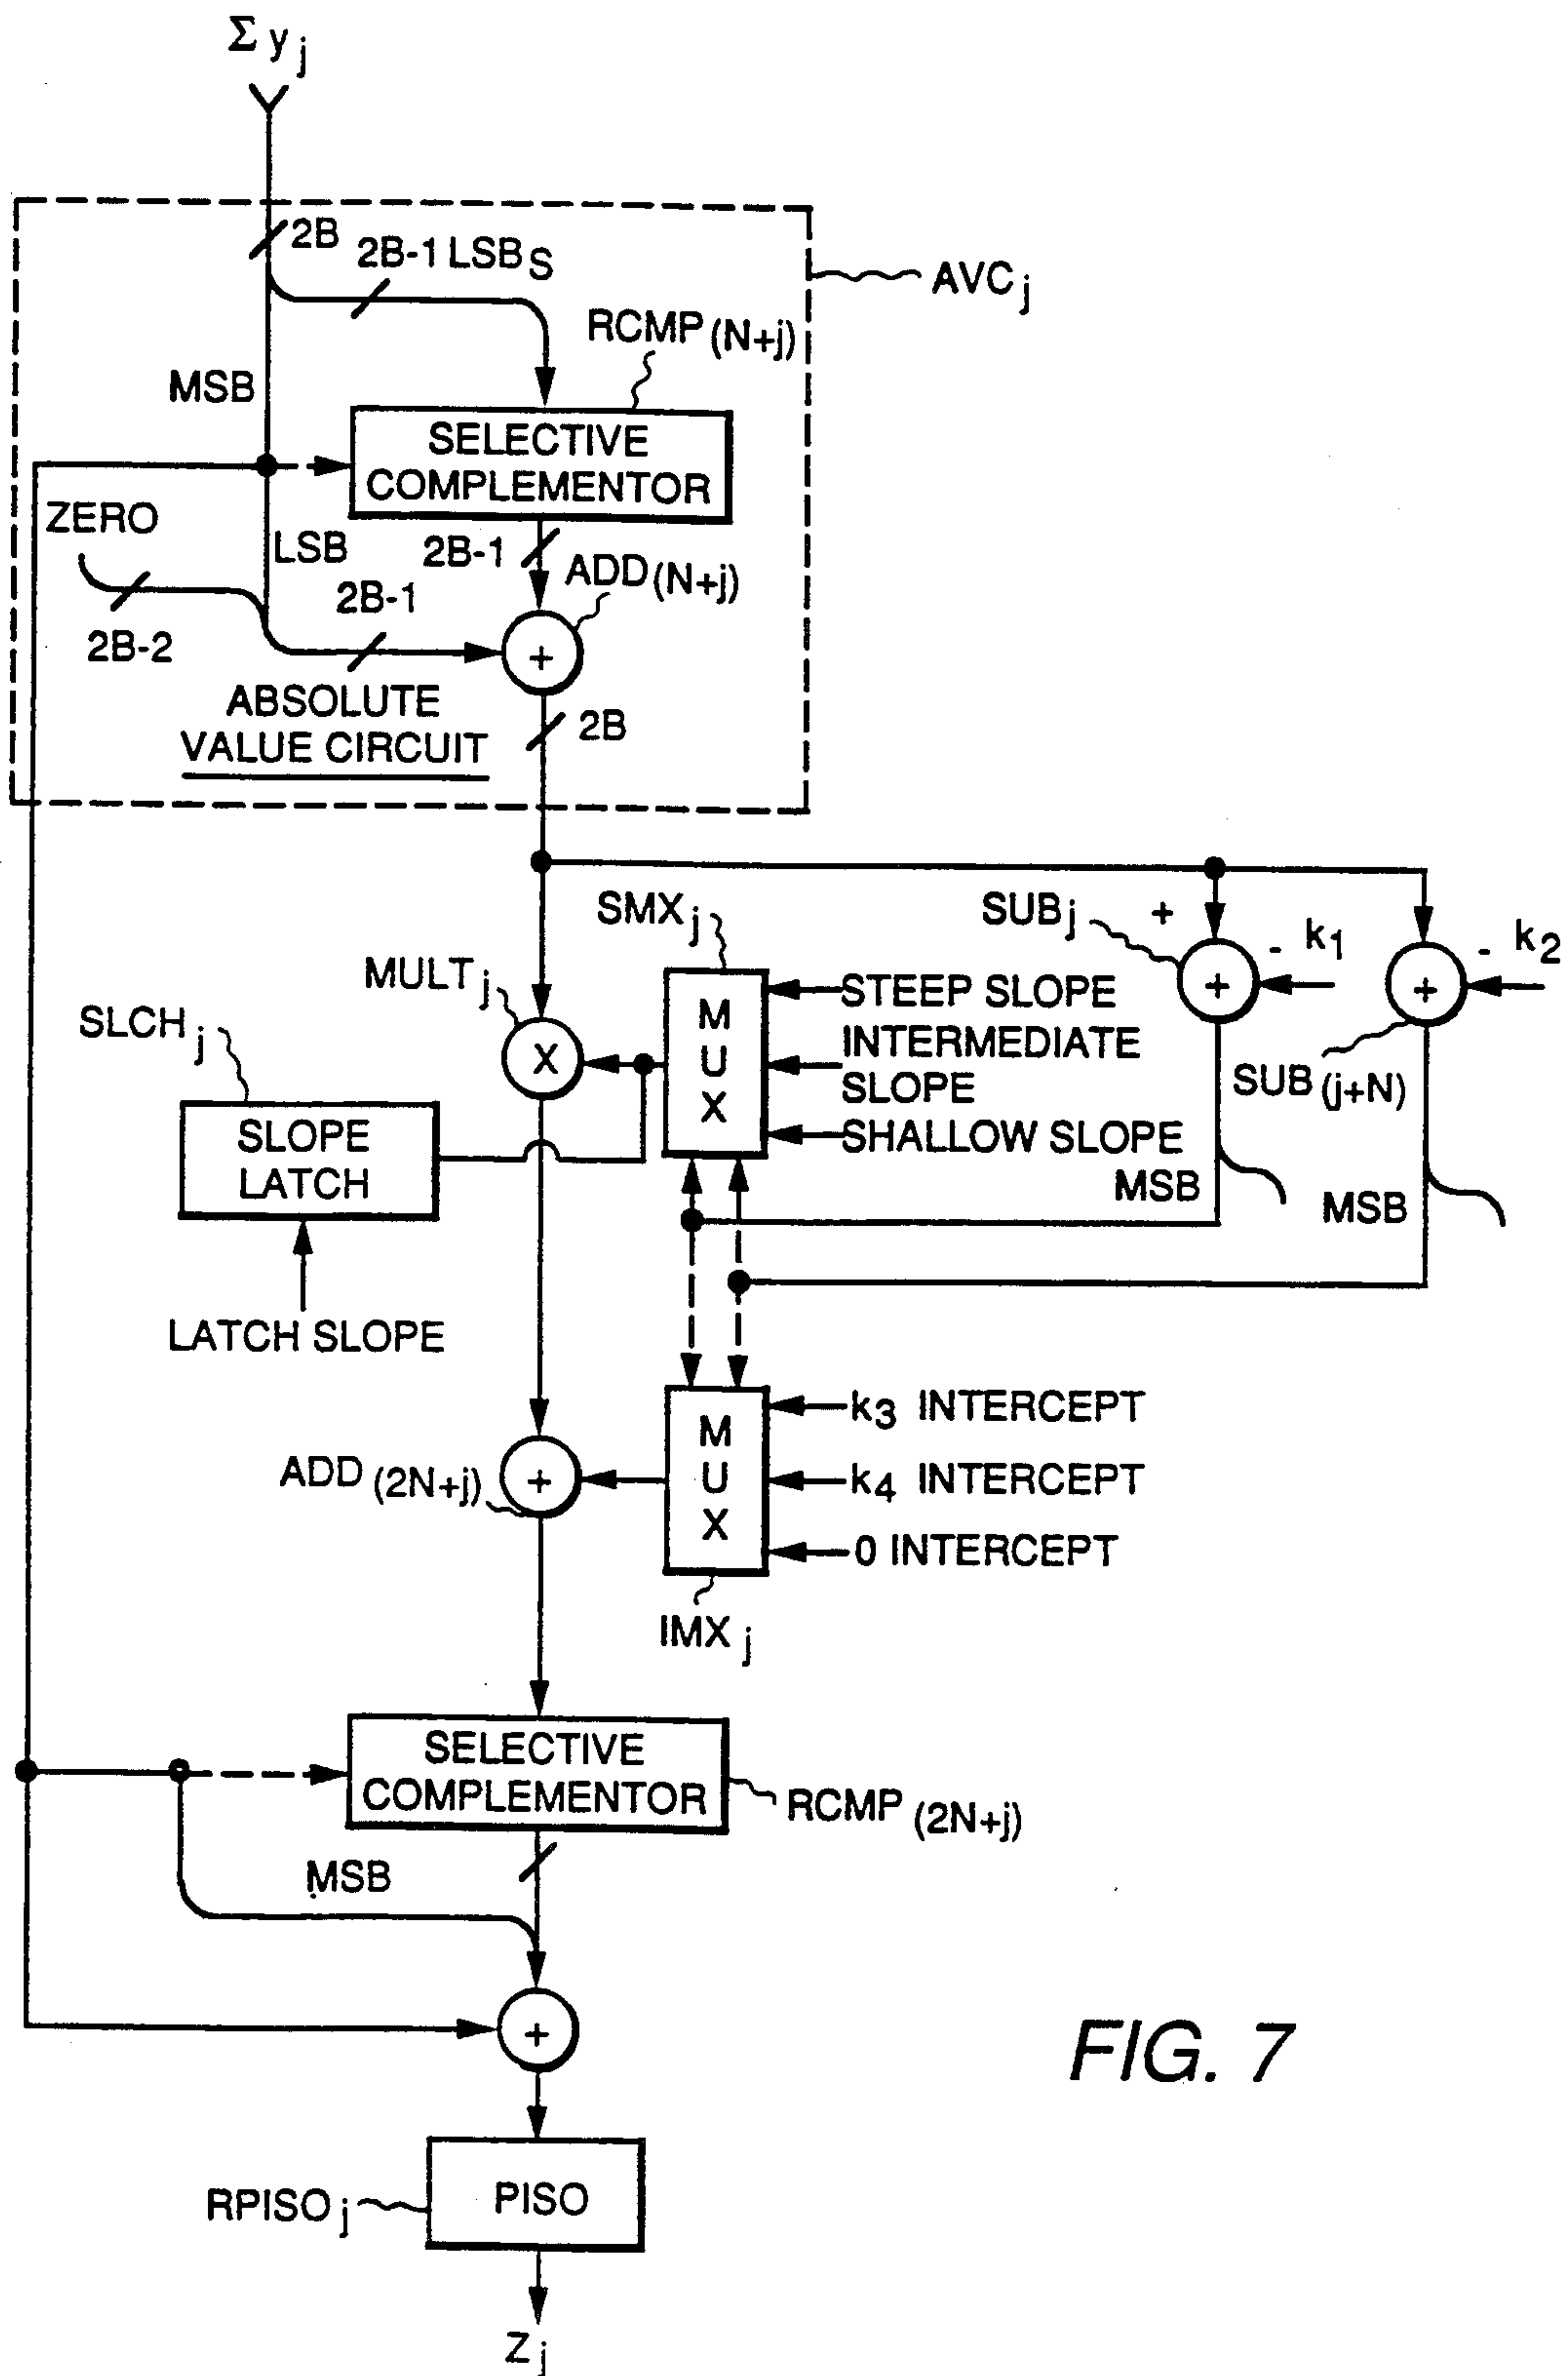 Σ y j
2B
2B-1 LSB S
AVC j
RCMP (N+j)
MSB
SELECTIVE
COMPLEMENTOR
ZERO
LSB
2B-1
ADD (N+j)
2B-1
2B-2
+
ABSOLUTE
VALUE CIRCUIT
2B
SMX j
SUB j
+
- k1
- k2
MULT j
STEEP SLOPE
+
+
SLCH j
M
U
X
INTERMEDIATE
SLOPE
X
SUB (j+N)
SHALLOW SLOPE
SLOPE
LATCH
MSB
MSB
LATCH SLOPE
k3 INTERCEPT
M
U
X
ADD (2N+j)
+
k4 INTERCEPT
0 INTERCEPT
IMX j
SELECTIVE
COMPLEMENTOR
RCMP (2N+j)
MSB
+
FIG. 7
RPISO j
PISO
Z j